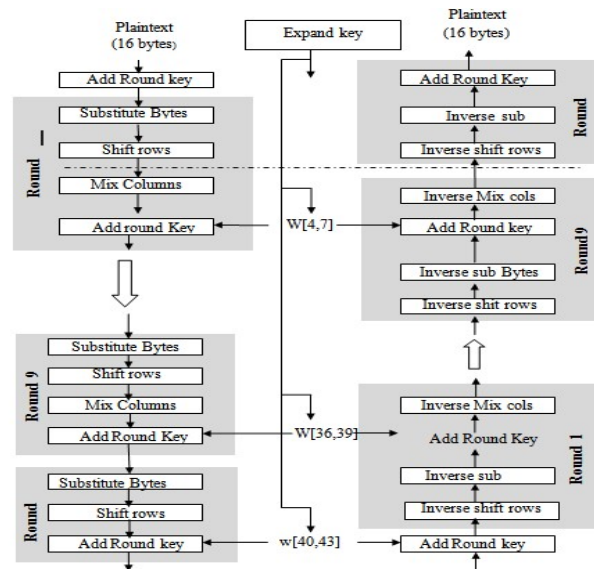 Plaintext
(16 bytes)
Add Round key
Substitute Bytes
Shift rows
Mix Columns
Add round Key
Round
Substitute Bytes
Shift rows
Mix Columns
Add Round Key
Round 9
Substitute Bytes
Shift rows
Add Round key
Round
Expand key
W[4,7]
W[36,39]
w[40,43]
Plaintext
(16 bytes)
Add Round Key
Inverse sub
Inverse shift rows
Round
Inverse Mix cols
Add Round key
Inverse sub Bytes
Inverse shit rows
Round9
Inverse Mix cols
Add Round Key
Inverse sub
Inverse shift rows
Round 1
Add Round key